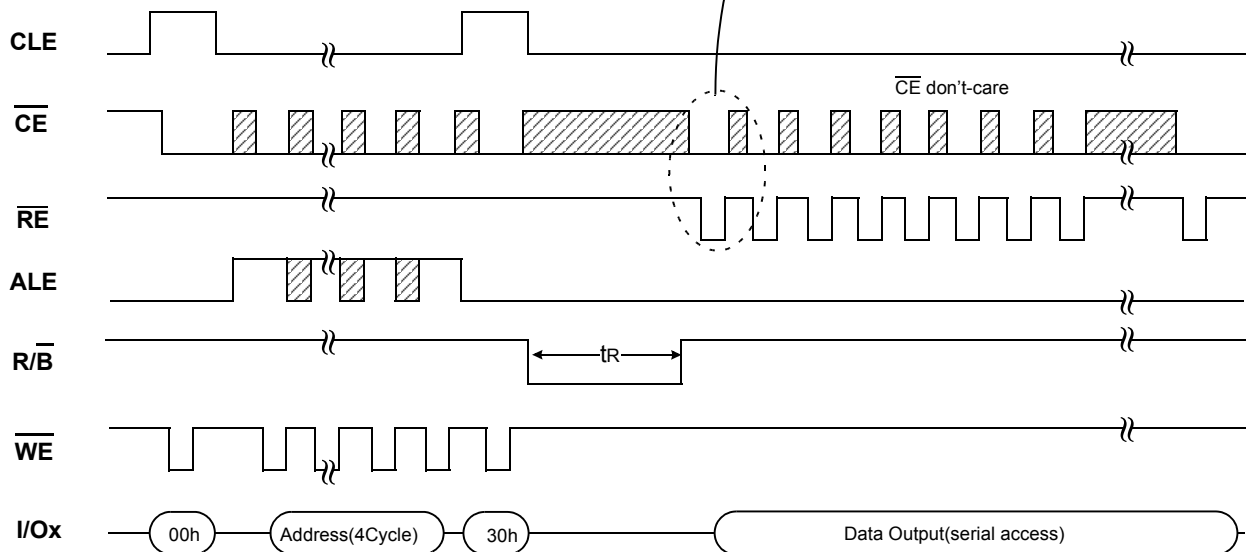 CLE
CE
CE don't-care
RE
ALE
R/B
tR
WE
I/Ox
00h
Address(4Cycle)
30h
Data Output(serial access)